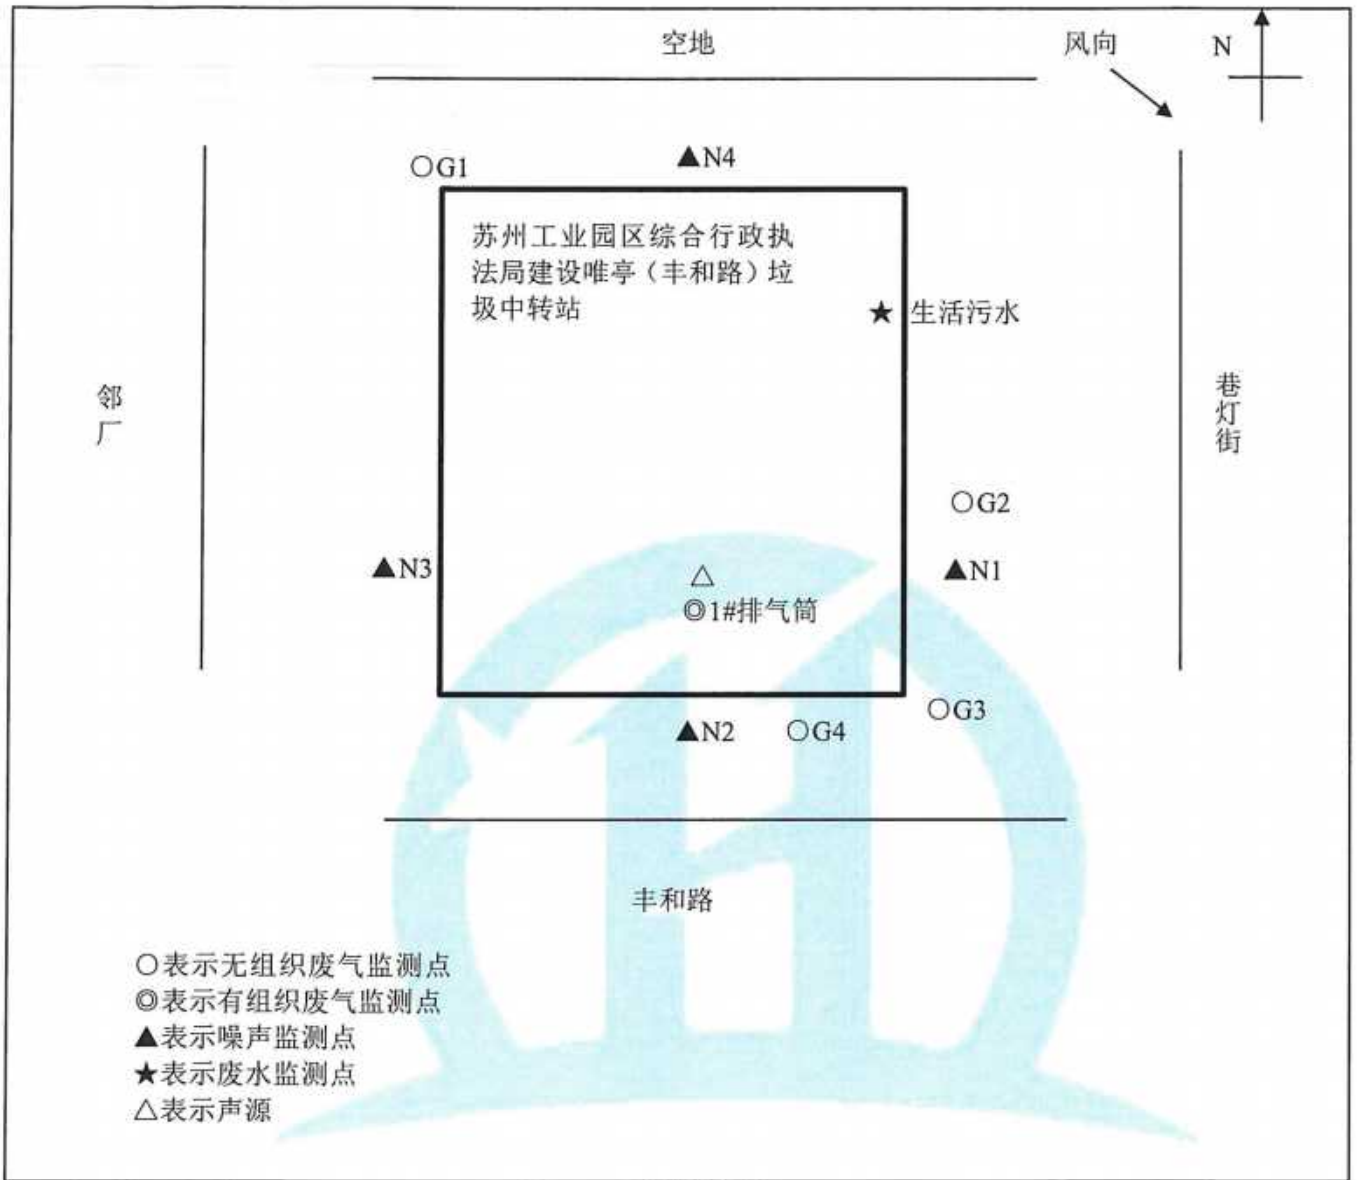 空地
风向
N
○G1
▲N4
苏州工业园区综合行政执
法局建设唯亭（丰和路）垃
圾中转站
★ 生活污水
邻
厂
巷
灯
街
○G2
▲N3
△
▲N1
◎1#排气筒
○G3
▲N2
○G4
丰和路
○表示无组织废气监测点
◎表示有组织废气监测点
▲表示噪声监测点
★表示废水监测点
△表示声源